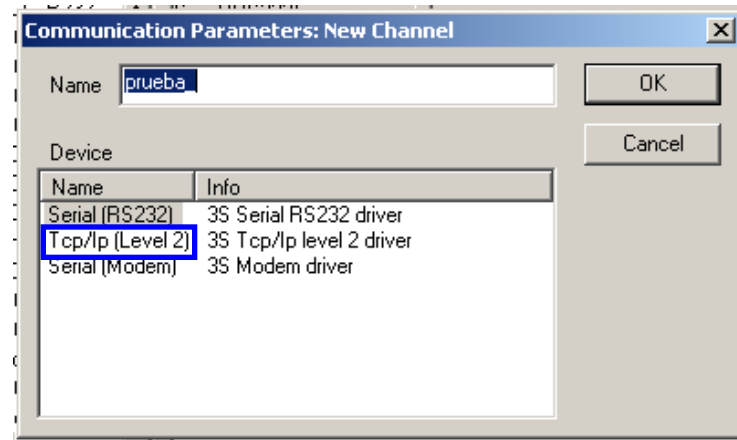 Communication Parameters: New Channel
Name prueba_ OK
Cancel
Device
Name Info
Serial (RS232) 3S Serial RS232 driver
Tcp/Ip (Level 2) 3S Tcp/Ip level 2 driver
Serial (Modem) 3S Modem driver